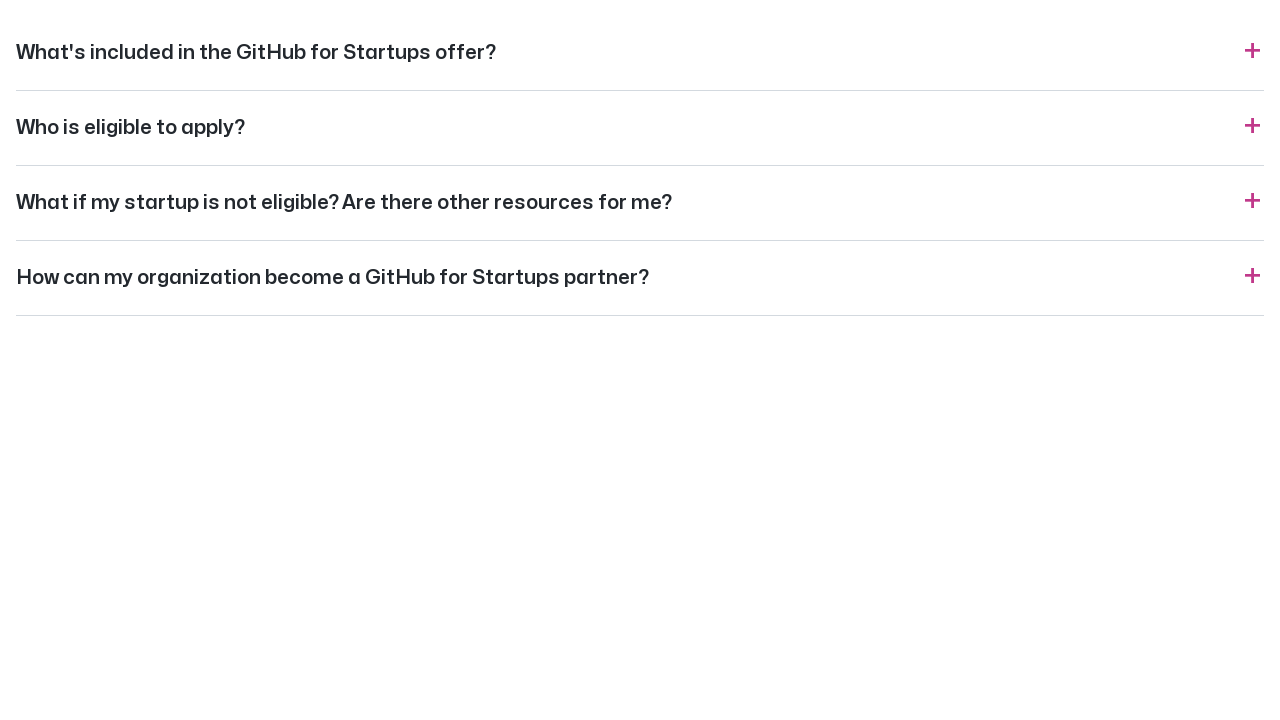 What's included in the GitHub for Startups offer?
Who is eligible to apply?
What if my startup is not eligible? Are there other resources for me?
How can my organization become a GitHub for Startups partner?